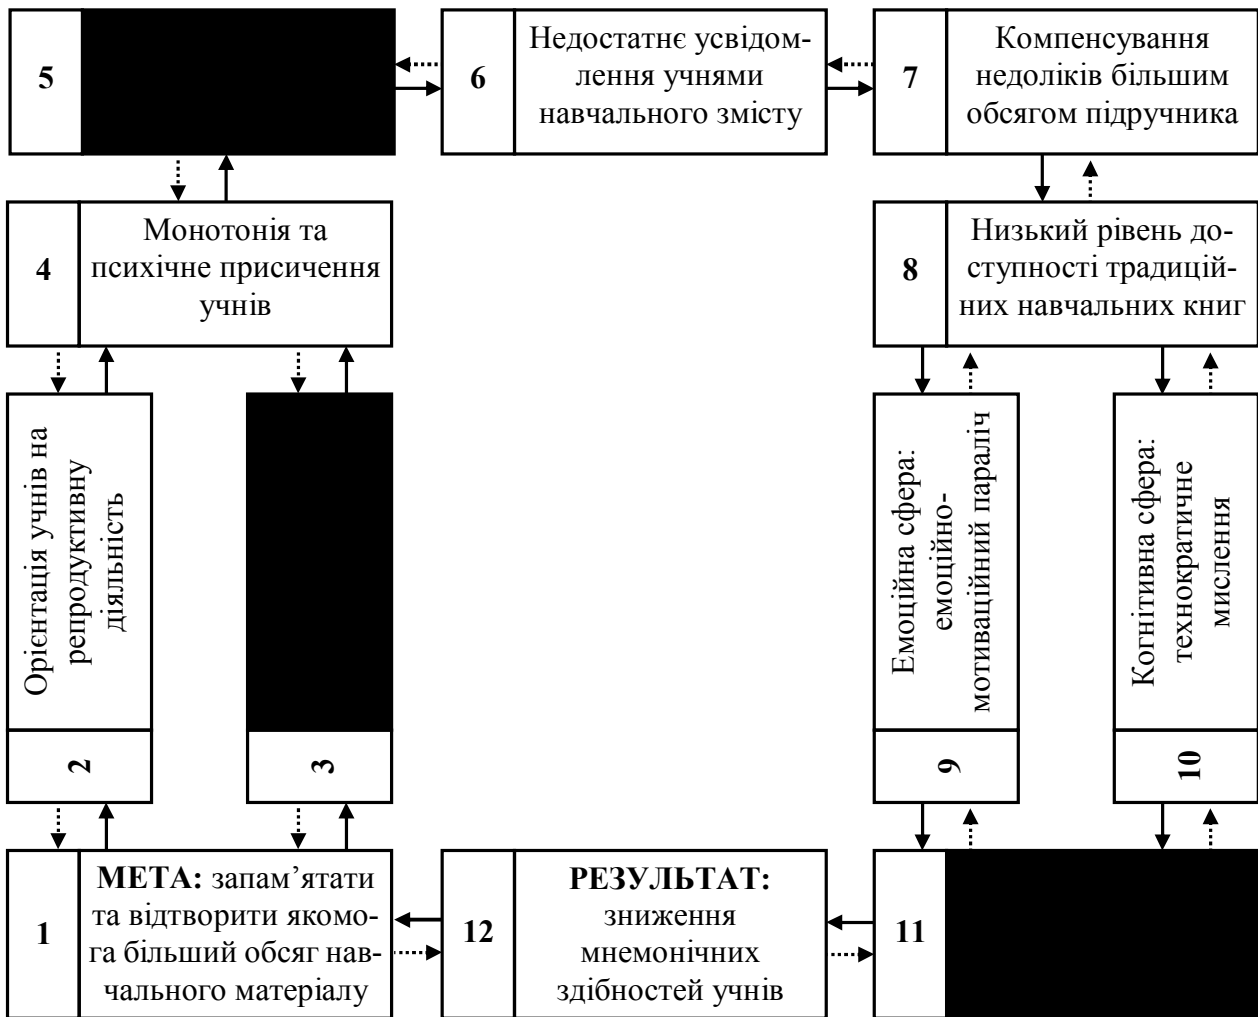 5
6
Недостатнє усвідом-
лення учнями
навчального змісту
7
Компенсування
недоліків більшим
обсягом підручника
4
Монотонія та
психічне присичення
учнів
8
Низький рівень до-
ступності традицій-
них навчальних книг
Орієнтація учнів на
репродуктивну
діяльність
2
3
Емоційна сфера:
емоційно-
мотиваційний параліч
9
Когнітивна сфера:
технократичне
мислення
10
1
МЕТА: запам’ятати
та відтворити якомо-
га більший обсяг нав-
чального матеріалу
12
РЕЗУЛЬТАТ:
зниження
мнемонічних
здібностей учнів
11